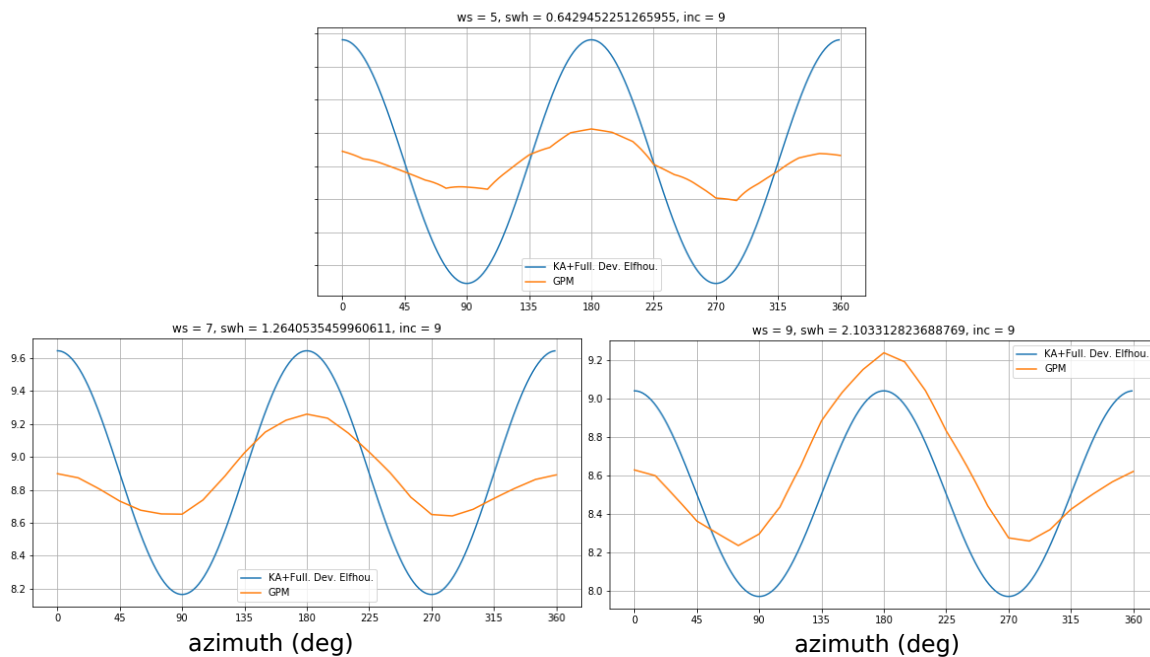 ws = 5, swh = 0.6429452251265955, inc = 9
KA+Full. Dev. Elfhou.
GPM
0 45 90 135 180 225 270 315 360
ws = 7, swh = 1.2640535459960611, inc = 9
9.6
9.4
9.2
9.0
8.8
8.6
8.4
8.2
KA+Full. Dev. Elfhou.
GPM
0 45 90 135 180 225 270 315 360
azimuth (deg)
ws = 9, swh = 2.103312823688769, inc = 9
KA+Full. Dev. Elfhou.
GPM
9.2
9.0
8.8
8.6
8.4
8.2
8.0
0 45 90 135 180 225 270 315 360
azimuth (deg)